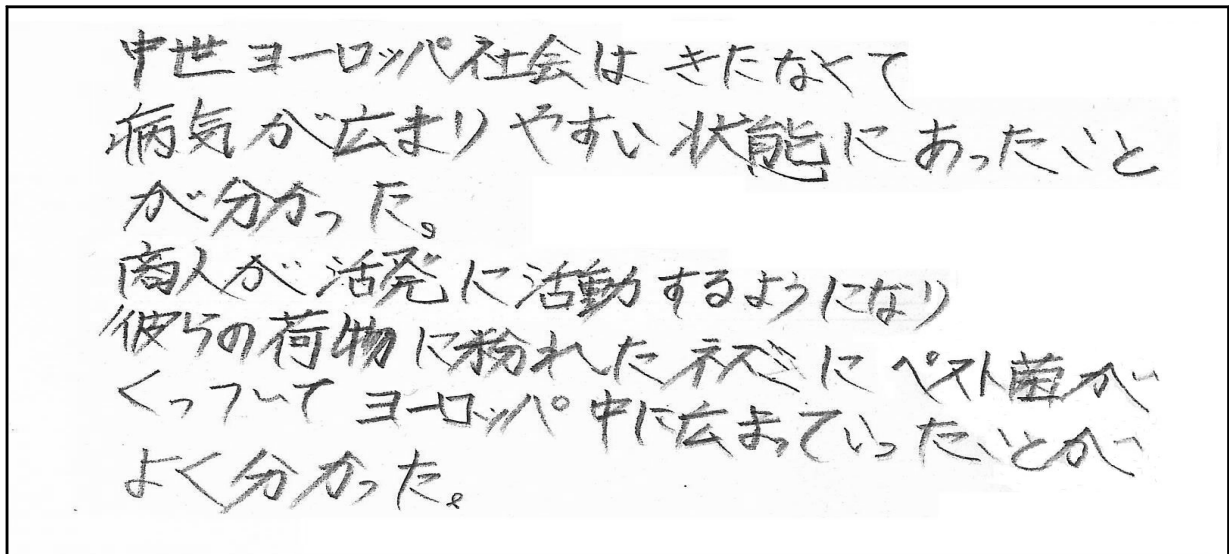 中世ヨーロッパ社会はきたなくて
病気が広まりやすい状態にあったこと
が分かった。
商人が活発に活動するようになり
彼らの荷物に粉れたネズミにペスト菌が
くっついてヨーロッパ中に広まっていったことが
よく分かった。